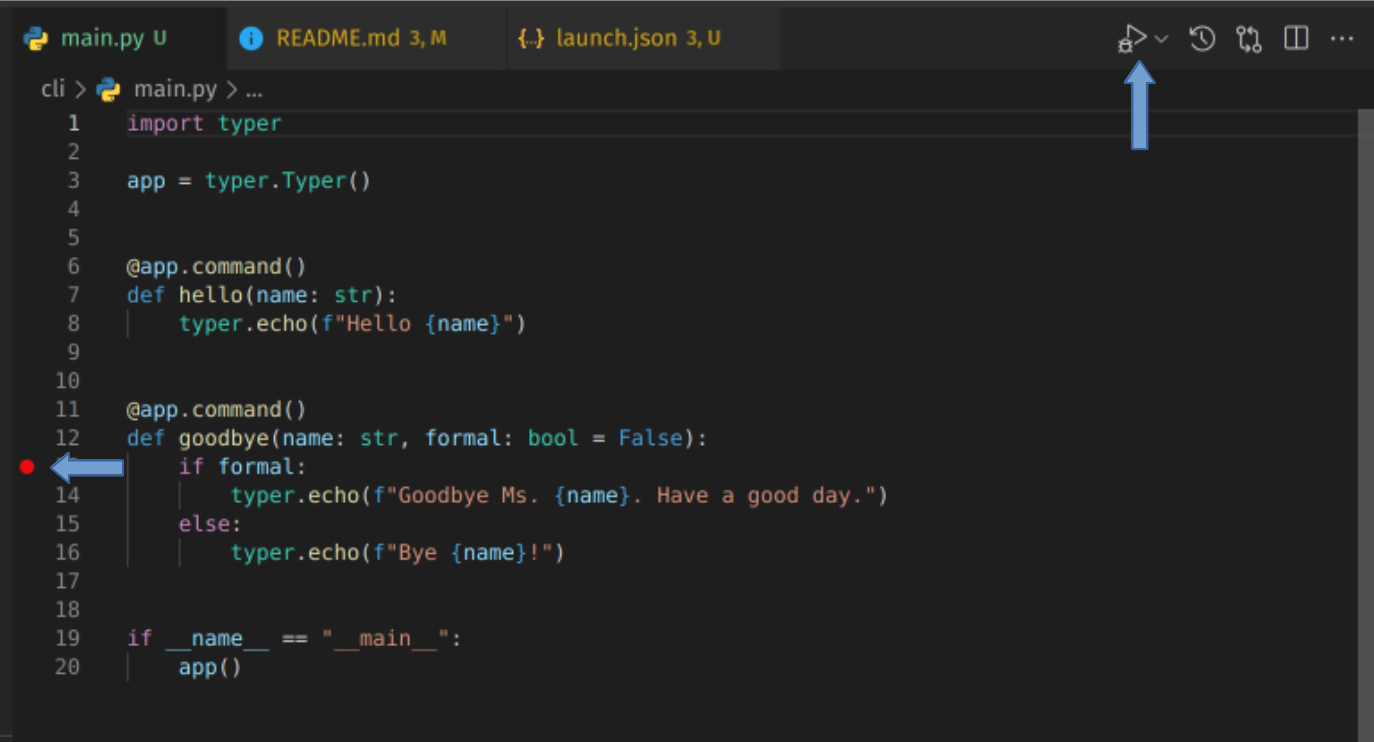 main.py U README.md 3, M {..} launch.json 3, U
cli > main.py > ...
1 import typer
2
3 app = typer.Typer()
4
5
6 @app.command()
7 def hello(name: str):
8     typer.echo(f"Hello {name}")
9
10
11 @app.command()
12 def goodbye(name: str, formal: bool = False):
if formal:
14         typer.echo(f"Goodbye Ms. {name}. Have a good day.")
15     else:
16         typer.echo(f"Bye {name}!")
17
18
19 if __name__ == "__main__":
20     app()